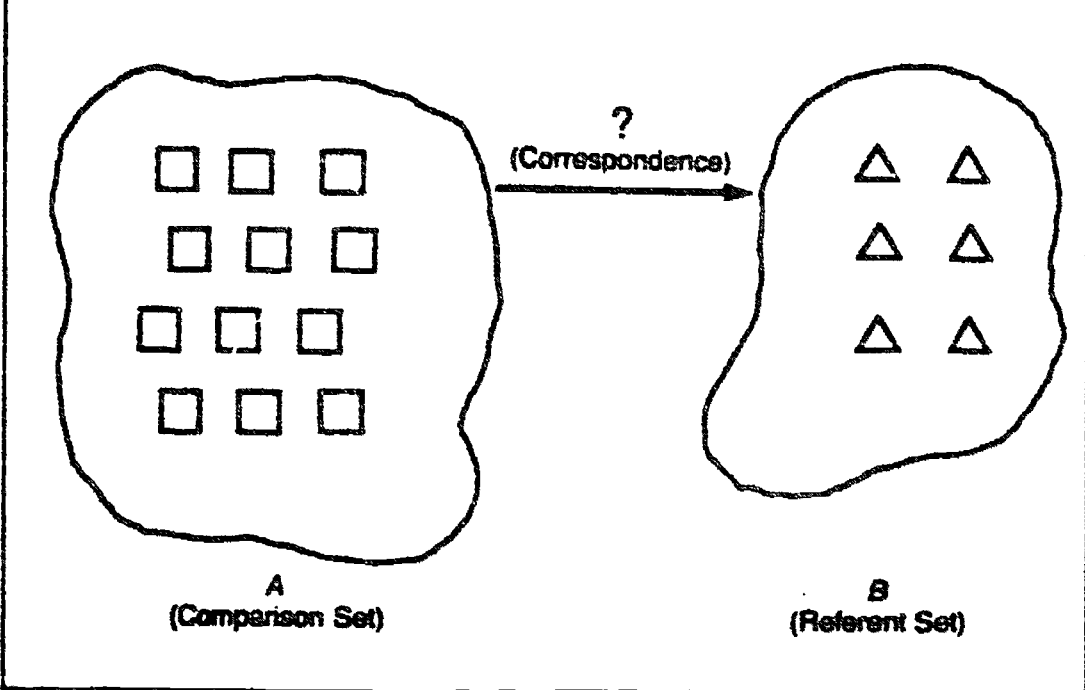 ?
(Correspondence)
A
(Comparison Set)
B
(Referent Set)